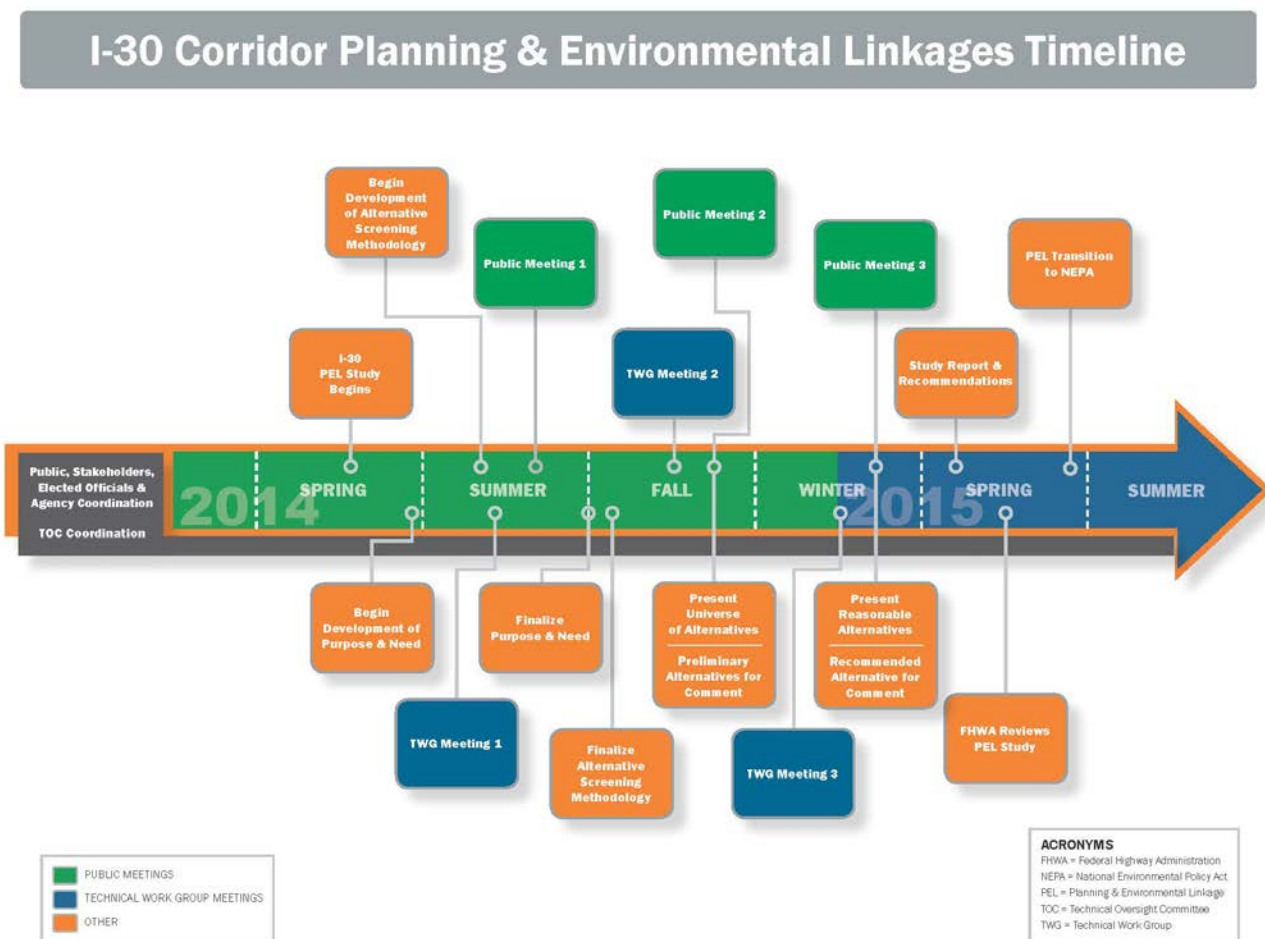 I-30 Corridor Planning & Environmental Linkages Timeline
Begin
Development
of Alternative
Screening
Methodology
Public Meeting 1
Public Meeting 2
Public Meeting 3
PEL Transition
to NEPA
I-30
PEL Study
Begins
TWG Meeting 2
Study Report &
Recommendations
Public, Stakeholders,
Elected Officials &
Agency Coordination
TOC Coordination
2014
SPRING
SUMMER
FALL
WINTER
2015
SPRING
SUMMER
Begin
Development of
Purpose & Need
Finalize
Purpose & Need
Present
Universe
of Alternatives
Preliminary
Alternatives for
Comment
Present
Reasonable
Alternatives
Recommended
Alternative for
Comment
TWG Meeting 1
Finalize
Alternative
Screening
Methodology
TWG Meeting 3
FHWA Reviews
PEL Study
PUBLIC MEETINGS
TECHNICAL WORK GROUP MEETINGS
OTHER
ACRONYMS
FHWA = Federal Highway Administration
NEPA = National Environmental Policy Act
PEL = Planning & Environmental Linkage
TOC = Technical Oversight Committee
TWG = Technical Work Group